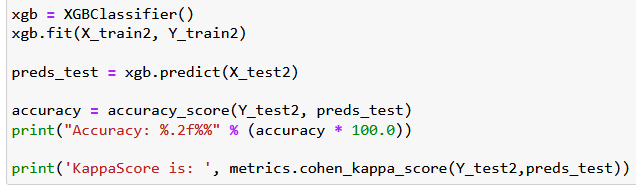 xgb = XGBClassifier()
xgb.fit(X_train2, Y_train2)
preds_test = xgb.predict(X_test2)
accuracy = accuracy_score(Y_test2, preds_test)
print("Accuracy: %.2f%%" % (accuracy * 100.0))
print('KappaScore is: ', metrics.cohen_kappa_score(Y_test2,preds_test))